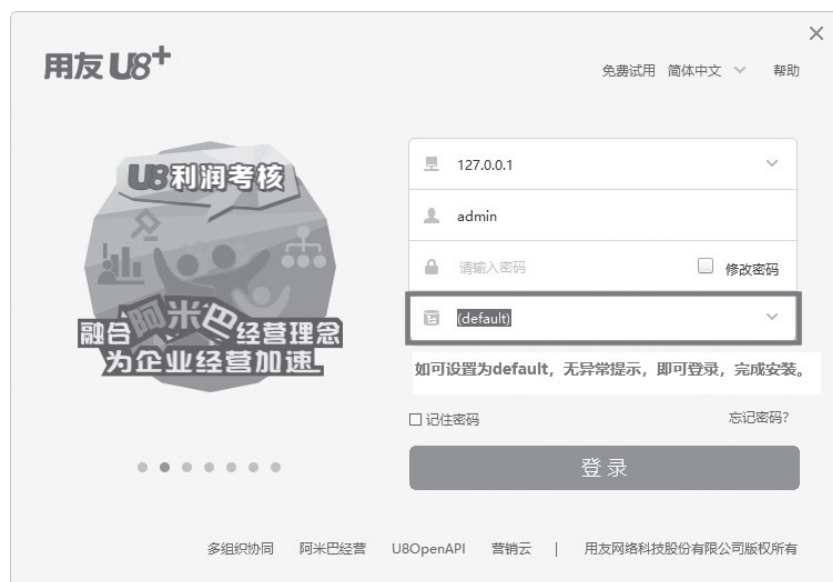 用友 U8+
免费试用 简体中文 帮助
U8利润考核
融合阿米巴经营理念
为企业经营加速
127.0.0.1
admin
请输入密码 修改密码
(default)
如可设置为default，无异常提示，即可登录，完成安装。
记住密码 忘记密码?
登录
多组织协同 阿米巴经营 U8OpenAPI 营销云 | 用友网络科技股份有限公司版权所有